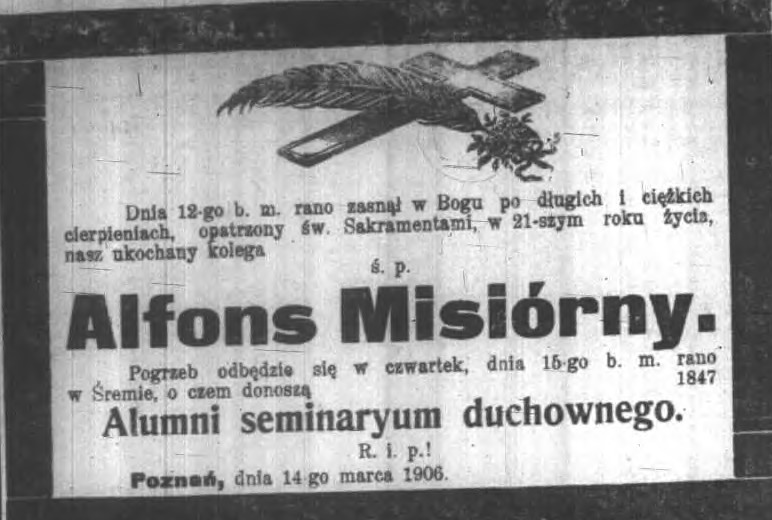 Dnia 12-go b. m. rano zasnął w Bogu po długich i ciężkich
cierpieniach, opatrzony św. Sakramentami, w 21-szym roku życia,
nasz ukochany kolega
ś. p.
Alfons Misiórny.
Pogrzeb odbędzie się w czwartek, dnia 15-go b. m. rano
w Śremie, o czem donoszą 1847
Alumni seminaryum duchownego.
R. i. p.!
Poznań, dnia 14-go marca 1906.